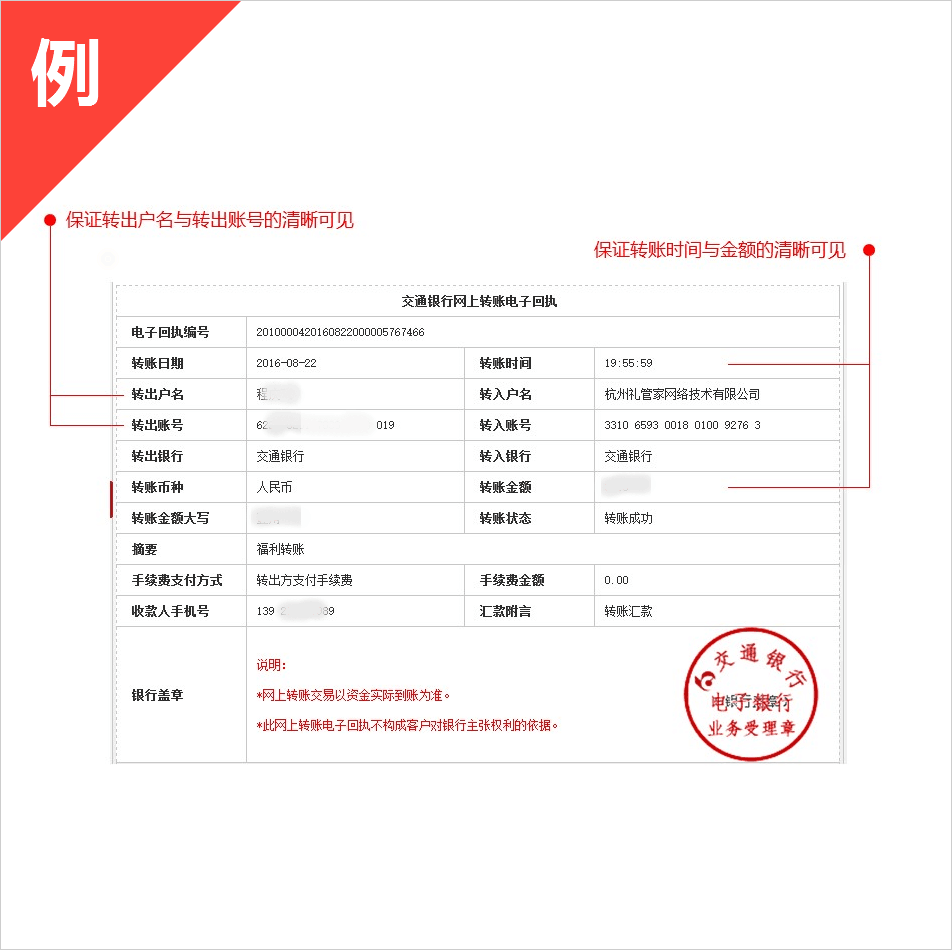 例
保证转出户名与转出账号的清晰可见
保证转账时间与金额的清晰可见
交通银行网上转账电子回执
电子回执编号 2010000420160822000005767466
转账日期 2016-08-22 转账时间 19:55:59
转出户名 程 转入户名 杭州礼管家网络技术有限公司
转出账号 62 019 转入账号 3310 6593 0018 0100 9276 3
转出银行 交通银行 转入银行 交通银行
转账币种 人民币 转账金额
转账金额大写 转账状态 转账成功
摘要 福利转账
手续费支付方式 转出方支付手续费 手续费金额 0.00
收款人手机号 139 89 汇款附言 转账汇款
银行盖章
说明：
*网上转账交易以资金实际到账为准。
*此网上转账电子回执不构成客户对银行主张权利的依据。
交通银行
电子银行
业务受理章